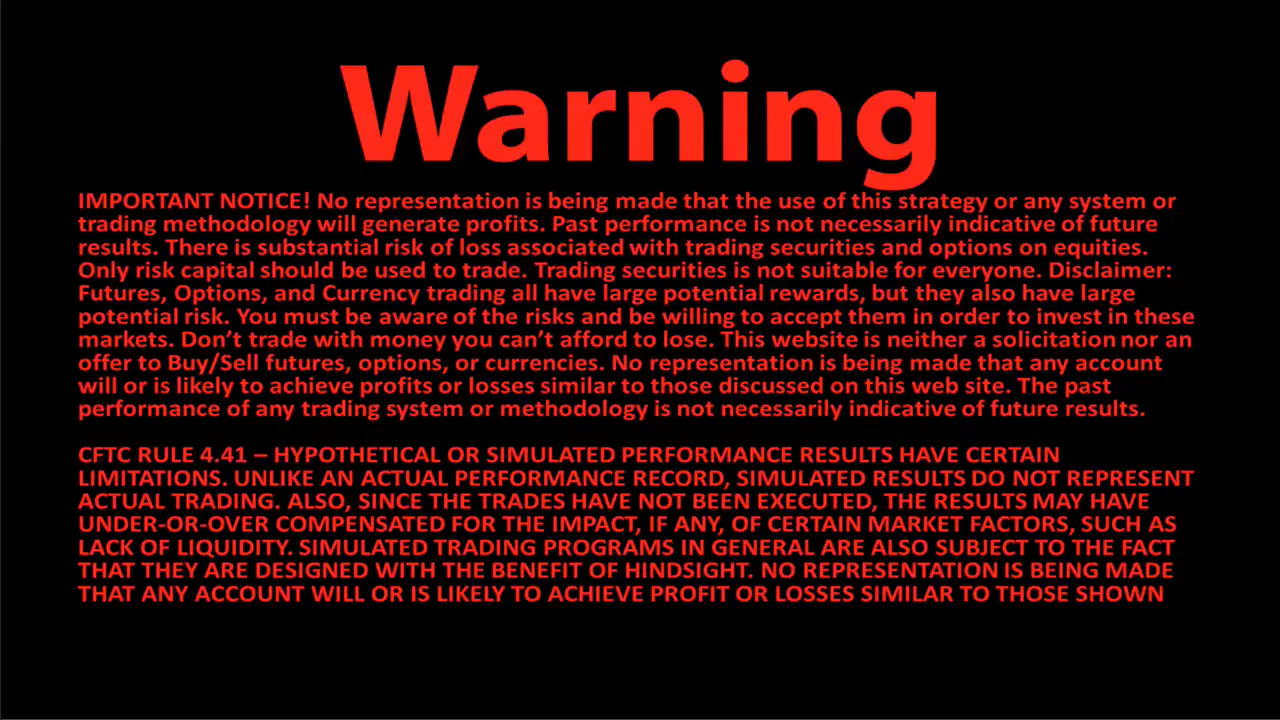 Warning
IMPORTANT NOTICE! No representation is being made that the use of this strategy or any system or
trading methodology will generate profits. Past performance is not necessarily indicative of future
results. There is substantial risk of loss associated with trading securities and options on equities.
Only risk capital should be used to trade. Trading securities is not suitable for everyone. Disclaimer:
Futures, Options, and Currency trading all have large potential rewards, but they also have large
potential risk. You must be aware of the risks and be willing to accept them in order to invest in these
markets. Don’t trade with money you can’t afford to lose. This website is neither a solicitation nor an
offer to Buy/Sell futures, options, or currencies. No representation is being made that any account
will or is likely to achieve profits or losses similar to those discussed on this web site. The past
performance of any trading system or methodology is not necessarily indicative of future results.
CFTC RULE 4.41 – HYPOTHETICAL OR SIMULATED PERFORMANCE RESULTS HAVE CERTAIN
LIMITATIONS. UNLIKE AN ACTUAL PERFORMANCE RECORD, SIMULATED RESULTS DO NOT REPRESENT
ACTUAL TRADING. ALSO, SINCE THE TRADES HAVE NOT BEEN EXECUTED, THE RESULTS MAY HAVE
UNDER-OR-OVER COMPENSATED FOR THE IMPACT, IF ANY, OF CERTAIN MARKET FACTORS, SUCH AS
LACK OF LIQUIDITY. SIMULATED TRADING PROGRAMS IN GENERAL ARE ALSO SUBJECT TO THE FACT
THAT THEY ARE DESIGNED WITH THE BENEFIT OF HINDSIGHT. NO REPRESENTATION IS BEING MADE
THAT ANY ACCOUNT WILL OR IS LIKELY TO ACHIEVE PROFIT OR LOSSES SIMILAR TO THOSE SHOWN